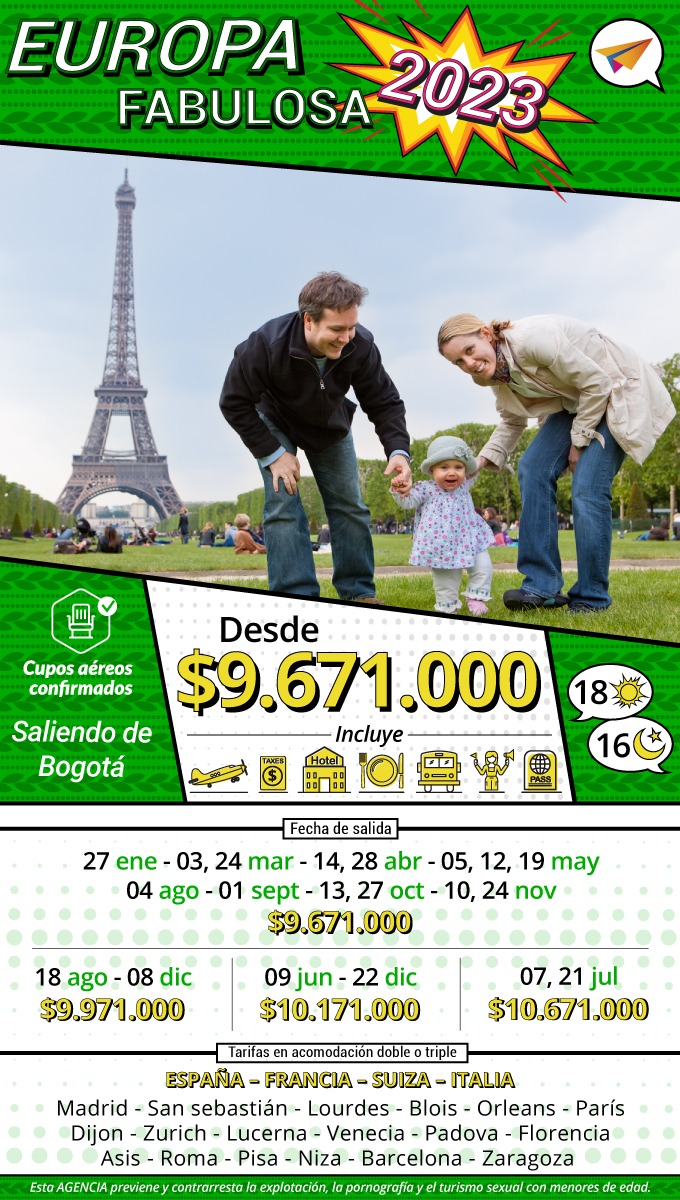 EUROPA
FABULOSA
2023
Cupos aéreos
confirmados
Saliendo de
Bogotá
Desde
$9.671.000
Incluye
TAXES
$
Hotel
PASS
18
16
Fecha de salida
27 ene - 03, 24 mar - 14, 28 abr - 05, 12, 19 may
04 ago - 01 sept - 13, 27 oct - 10, 24 nov
$9.671.000
18 ago - 08 dic
$9.971.000
09 jun - 22 dic
$10.171.000
07, 21 jul
$10.671.000
Tarifas en acomodación doble o triple
ESPAÑA – FRANCIA – SUIZA – ITALIA
Madrid - San sebastián - Lourdes - Blois - Orleans - París
Dijon - Zurich - Lucerna - Venecia - Padova - Florencia
Asis - Roma - Pisa - Niza - Barcelona - Zaragoza
Esta AGENCIA previene y contrarresta la explotación, la pornografía y el turismo sexual con menores de edad.